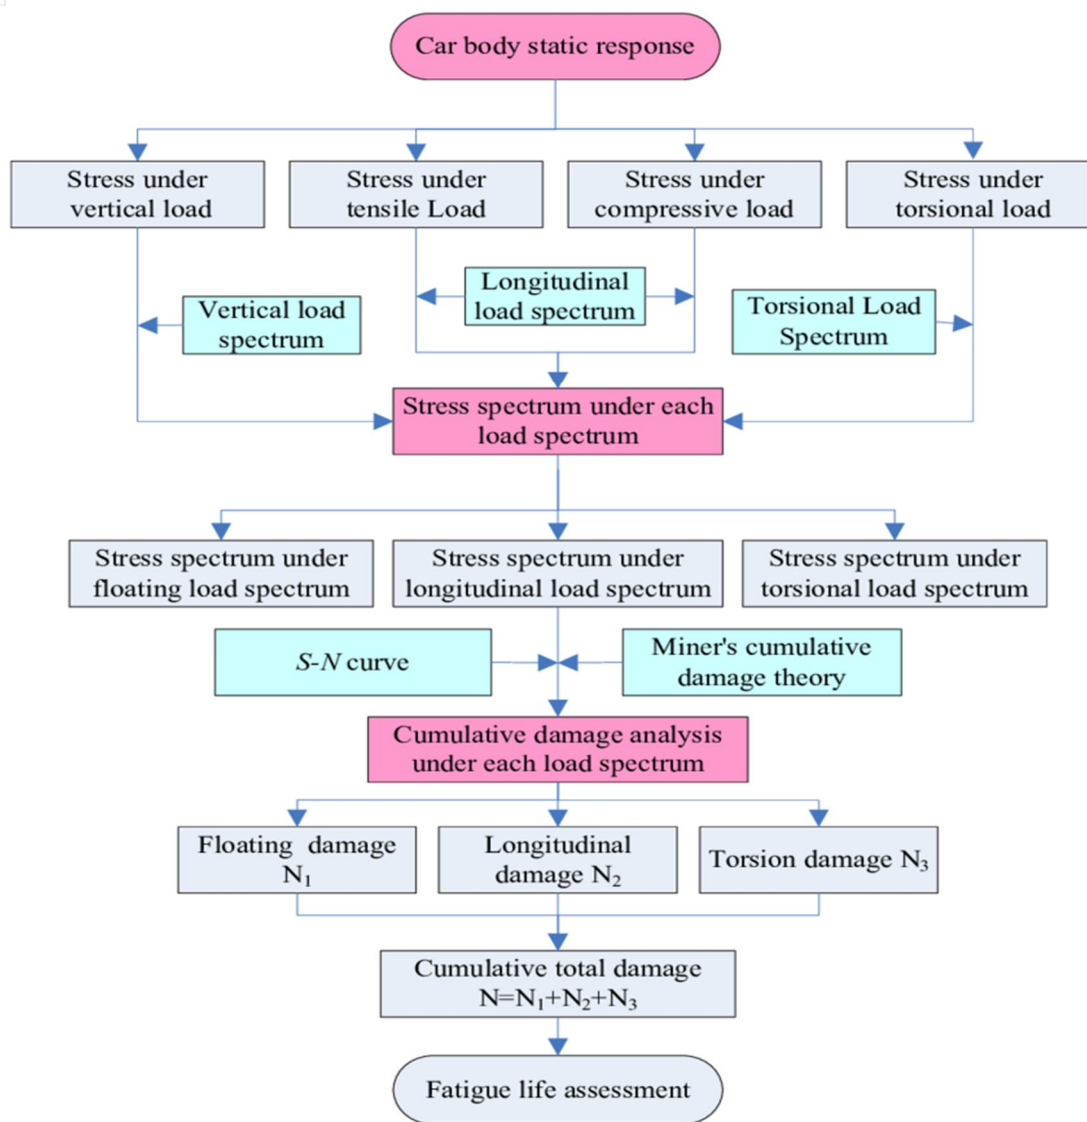 Car body static response
Stress under
vertical load
Stress under
tensile Load
Stress under
compressive load
Stress under
torsional load
Longitudinal
load spectrum
Vertical load
spectrum
Torsional Load
Spectrum
Stress spectrum under each
load spectrum
Stress spectrum under
floating load spectrum
Stress spectrum under
longitudinal load spectrum
Stress spectrum under
torsional load spectrum
S-N curve
Miner's cumulative
damage theory
Cumulative damage analysis
under each load spectrum
Floating damage
N₁
Longitudinal
damage N₂
Torsion damage N₃
Cumulative total damage
N=N₁+N₂+N₃
Fatigue life assessment